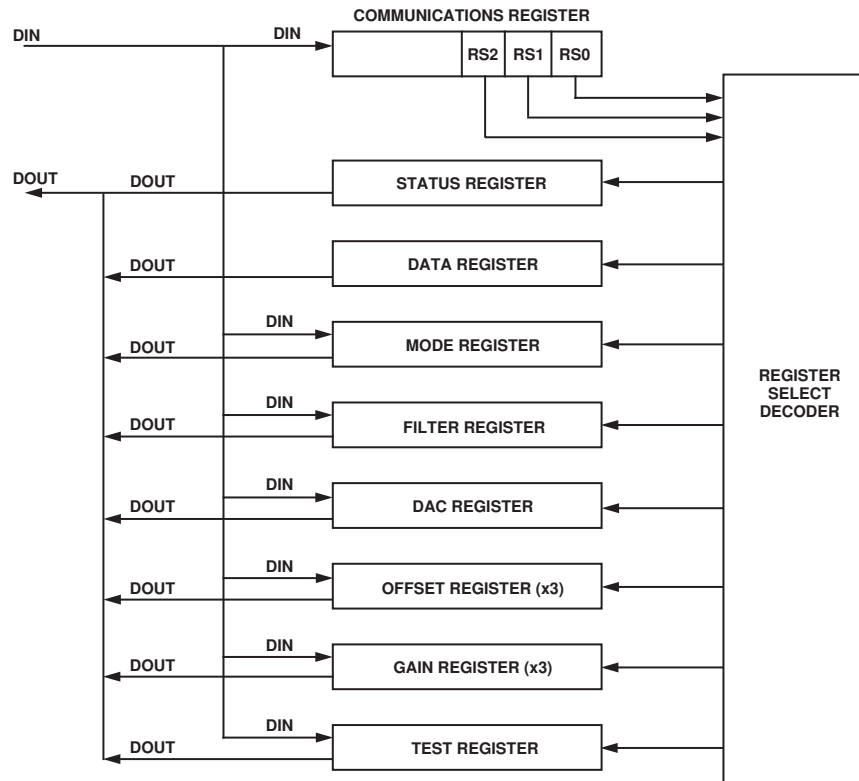 COMMUNICATIONS REGISTER
DIN
DIN
RS2 RS1 RS0
DOUT
DOUT
STATUS REGISTER
DOUT
DATA REGISTER
DIN
DOUT
MODE REGISTER
REGISTER
SELECT
DECODER
DIN
DOUT
FILTER REGISTER
DIN
DOUT
DAC REGISTER
DIN
DOUT
OFFSET REGISTER (x3)
DIN
DOUT
GAIN REGISTER (x3)
DIN
DOUT
TEST REGISTER